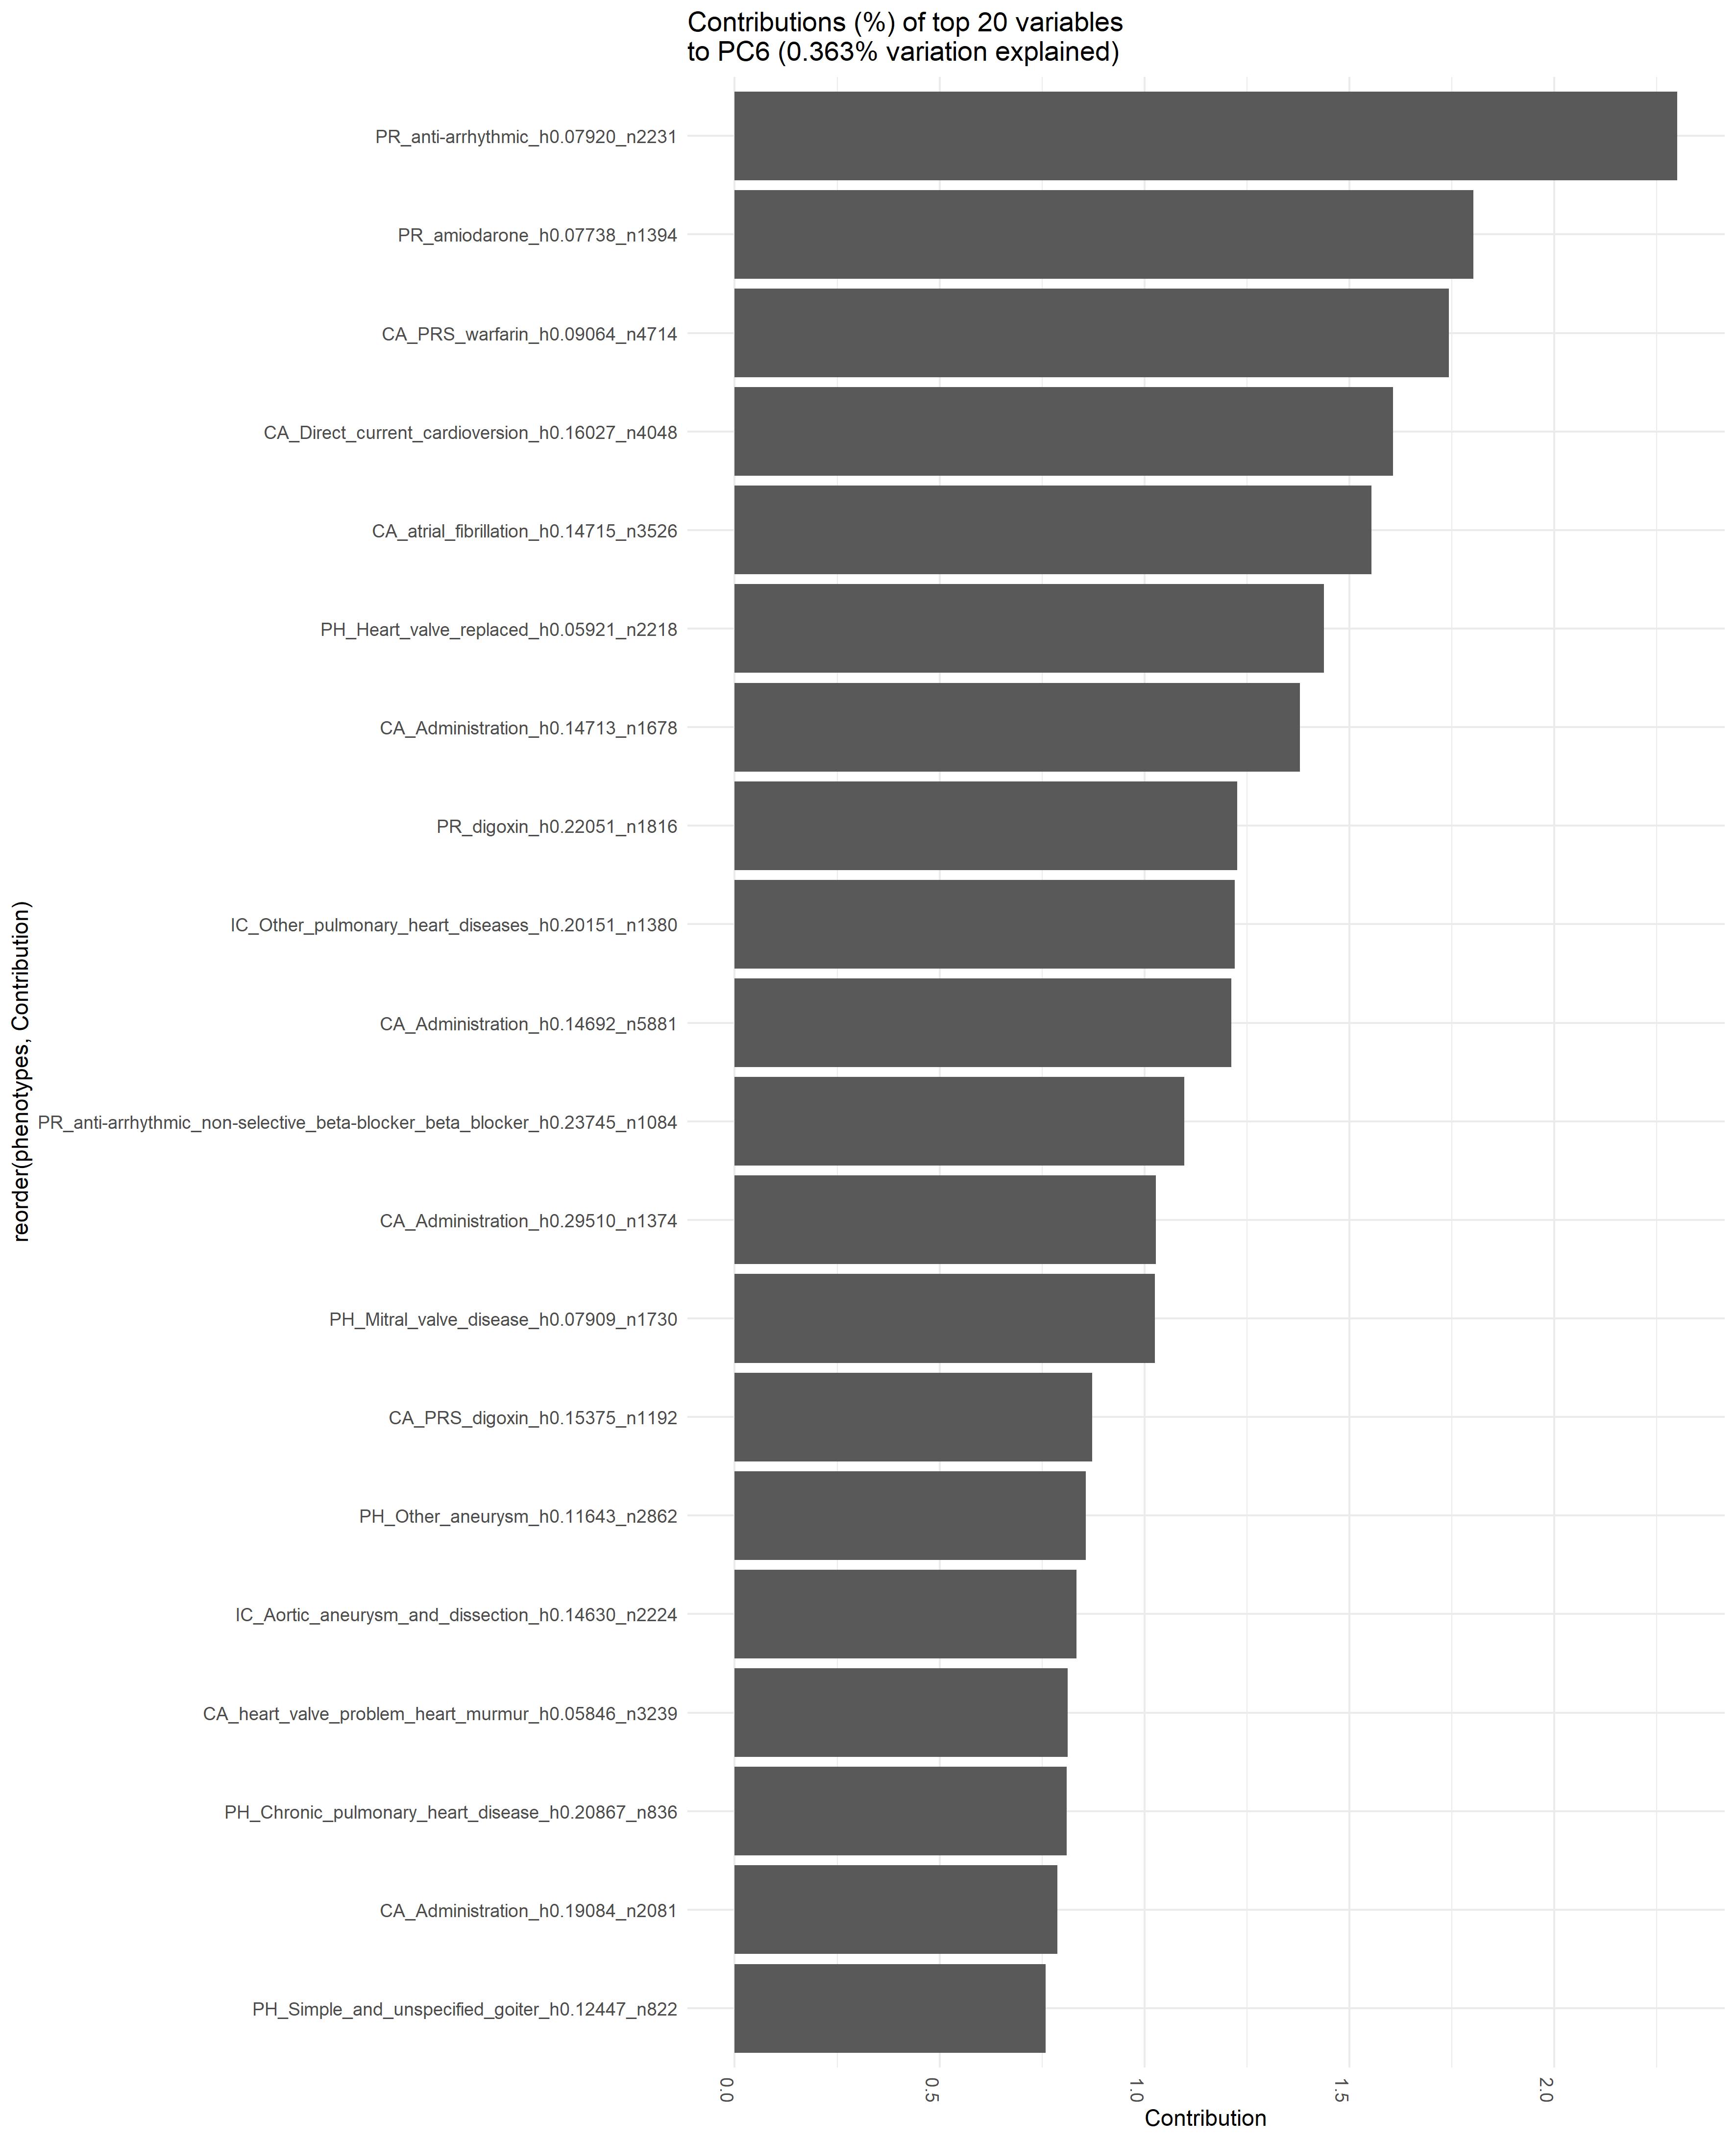 Contributions (%) of top 20 variables
to PC6 (0.363% variation explained)
PR_anti-arrhythmic_h0.07920_n2231
PR_amiodarone_h0.07738_n1394
CA_PRS_warfarin_h0.09064_n4714
CA_Direct_current_cardioversion_h0.16027_n4048
CA_atrial_fibrillation_h0.14715_n3526
PH_Heart_valve_replaced_h0.05921_n2218
CA_Administration_h0.14713_n1678
PR_digoxin_h0.22051_n1816
IC_Other_pulmonary_heart_diseases_h0.20151_n1380
CA_Administration_h0.14692_n5881
PR_anti-arrhythmic_non-selective_beta-blocker_beta_blocker_h0.23745_n1084
CA_Administration_h0.29510_n1374
PH_Mitral_valve_disease_h0.07909_n1730
CA_PRS_digoxin_h0.15375_n1192
PH_Other_aneurysm_h0.11643_n2862
IC_Aortic_aneurysm_and_dissection_h0.14630_n2224
CA_heart_valve_problem_heart_murmur_h0.05846_n3239
PH_Chronic_pulmonary_heart_disease_h0.20867_n836
CA_Administration_h0.19084_n2081
PH_Simple_and_unspecified_goiter_h0.12447_n822
reorder(phenotypes, Contribution)
0.0
0.5
1.0
1.5
2.0
Contribution